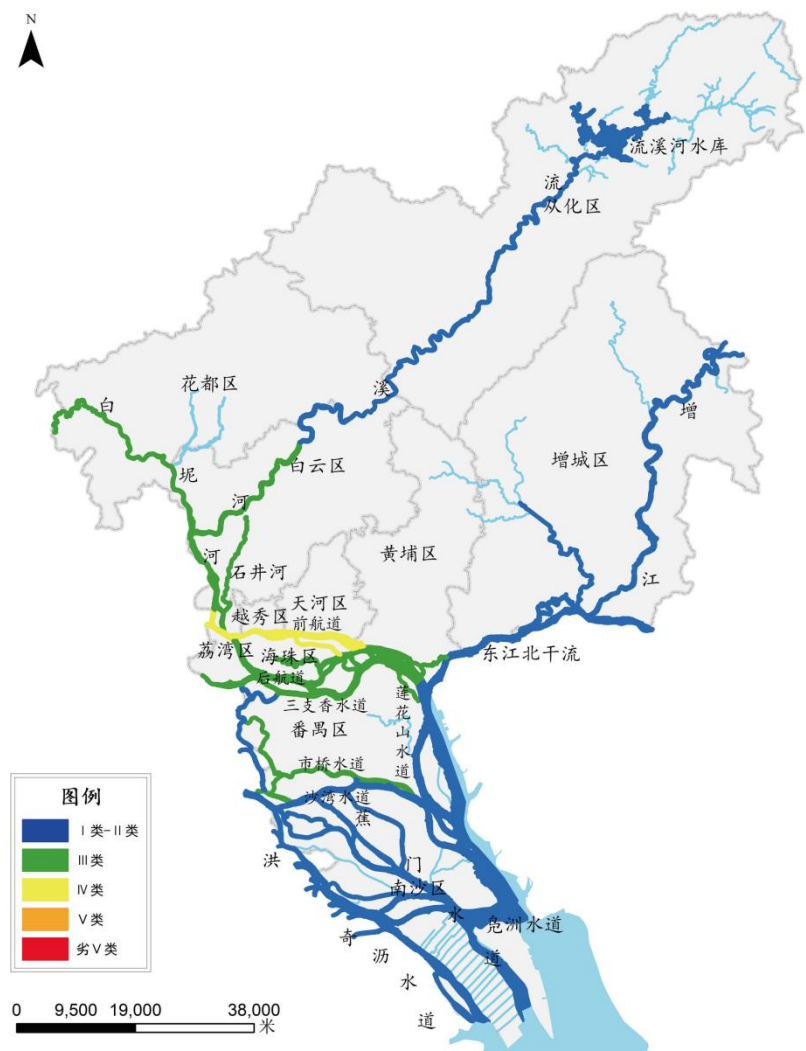 N
流溪河水库
流
从化区
溪
花都区
白
增
坭
白云区
增城区
河
河
石井河
黄埔区
江
天河区
越秀区
前航道
荔湾区
海珠区
东江北干流
后航道
三支香水道
莲花山水道
番禺区
市桥水道
沙湾水道
蕉
洪
门
南沙区
水
凫洲水道
奇
沥
道
水
道
图例
Ⅰ类-Ⅱ类
Ⅲ类
Ⅳ类
Ⅴ类
劣Ⅴ类
0 9,500 19,000 38,000
米